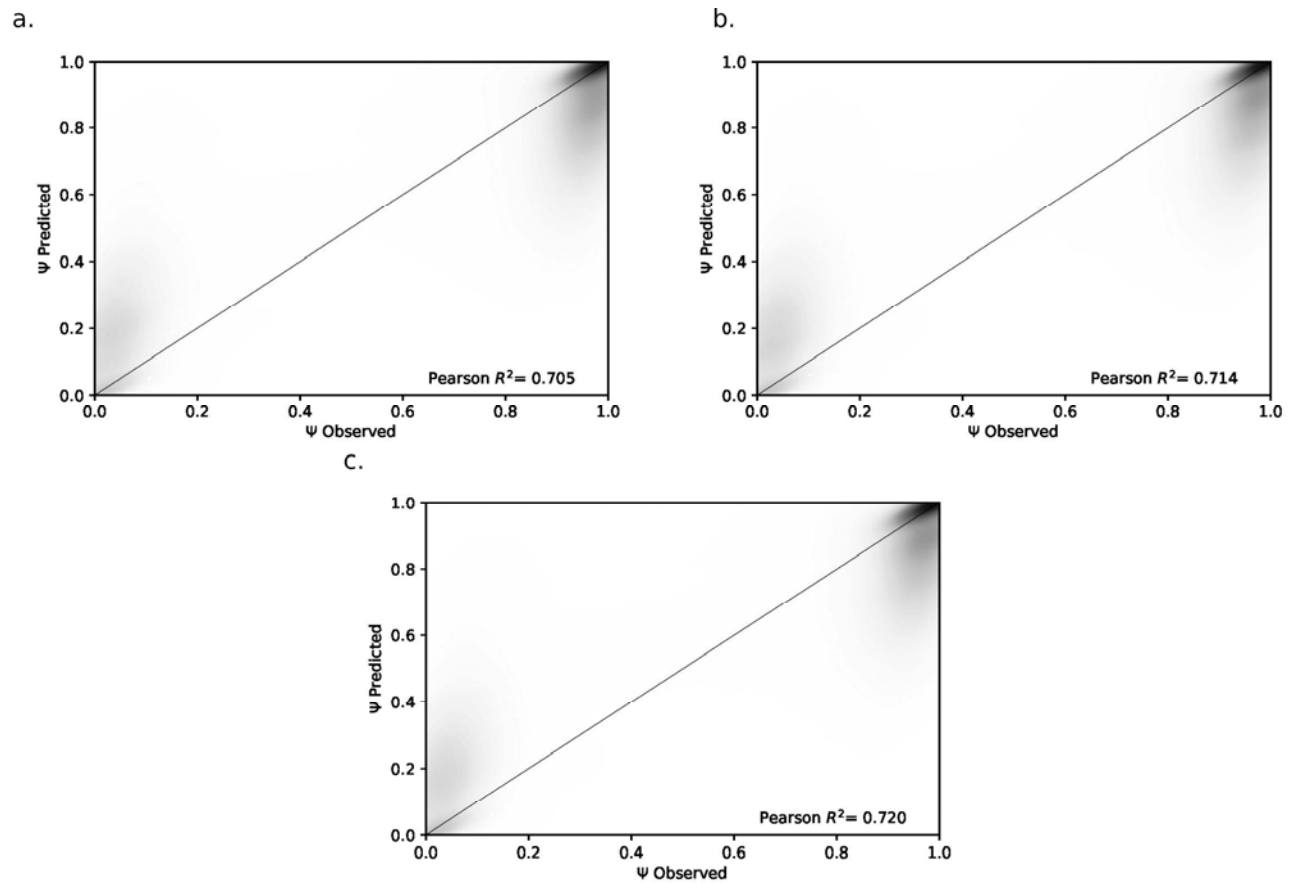 a.
1.0
0.8
0.6
0.4
0.2
0.0
Ψ Predicted
Pearson R²= 0.705
0.0 0.2 0.4 0.6 0.8 1.0
Ψ Observed
b.
1.0
0.8
0.6
0.4
0.2
0.0
Ψ Predicted
Pearson R²= 0.714
0.0 0.2 0.4 0.6 0.8 1.0
Ψ Observed
c.
1.0
0.8
0.6
0.4
0.2
0.0
Ψ Predicted
Pearson R²= 0.720
0.0 0.2 0.4 0.6 0.8 1.0
Ψ Observed